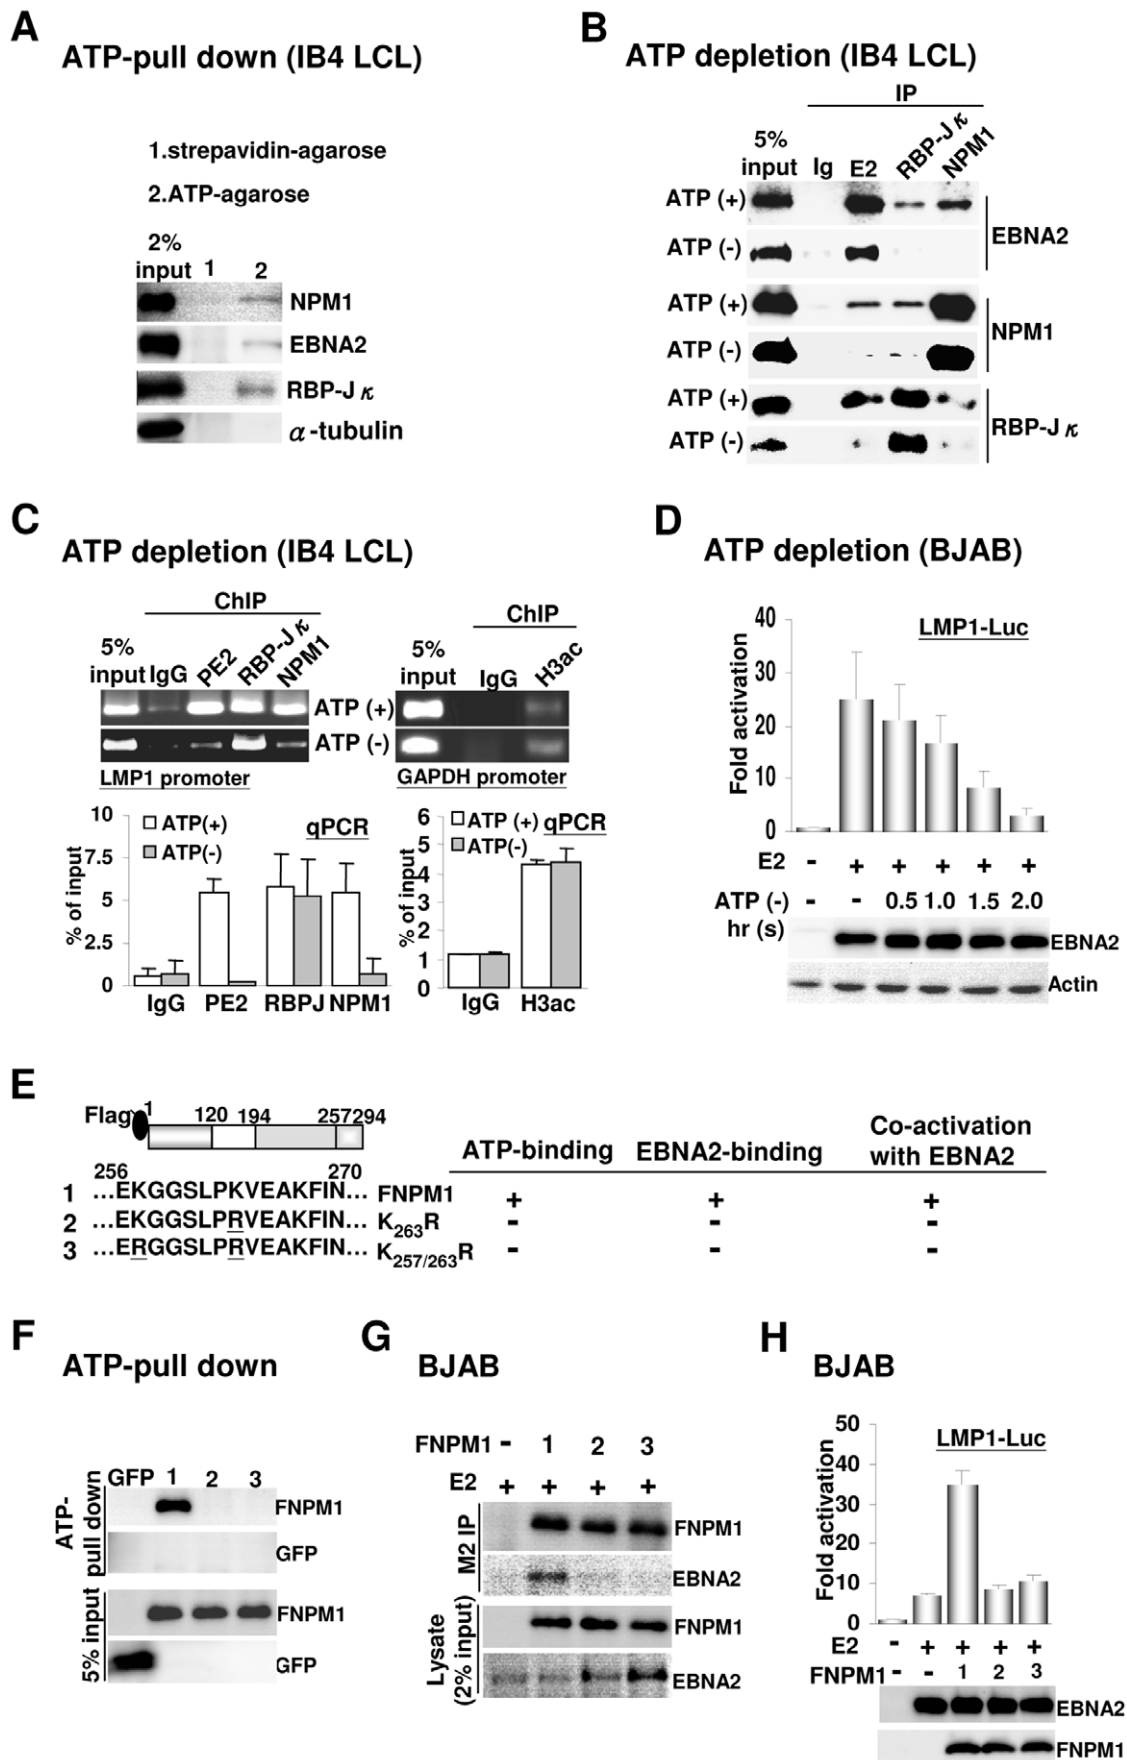 A
ATP-pull down (IB4 LCL)
1.strepavidin-agarose
2.ATP-agarose
2%
input 1 2
NPM1
EBNA2
RBP-Jκ
α-tubulin
B
ATP depletion (IB4 LCL)
IP
5%
input Ig E2 RBP-Jκ NPM1
ATP (+)
ATP (-)
EBNA2
ATP (+)
ATP (-)
NPM1
ATP (+)
ATP (-)
RBP-Jκ
C
ATP depletion (IB4 LCL)
ChIP
5%
input IgG PE2 RBP-Jκ NPM1
ATP (+)
ATP (-)
LMP1 promoter
ChIP
5%
input IgG H3ac
GAPDH promoter
10
7.5
5
2.5
0
% of input
ATP(+)
ATP(-)
qPCR
IgG PE2 RBPJ NPM1
6
5
4
3
2
1
0
% of input
ATP (+)
ATP(-)
qPCR
IgG H3ac
D
ATP depletion (BJAB)
40
30
20
10
0
Fold activation
LMP1-Luc
E2 - + + + + +
ATP (-) - - 0.5 1.0 1.5 2.0
hr (s)
EBNA2
Actin
E
Flag 1 120 194 257 294
256 270
1 ...EKGGSLPKVEAKFIN... FNPM1
2 ...EKGGSLPRVEAKFIN... K263R
3 ...ERGGSLPRVEAKFIN... K257/263R
ATP-binding EBNA2-binding Co-activation
with EBNA2
+ + +
- - -
- - -
F
ATP-pull down
GFP 1 2 3
ATP-
pull down
FNPM1
GFP
5% input
FNPM1
GFP
G
BJAB
FNPM1 - 1 2 3
E2 + + + +
M2 IP
FNPM1
EBNA2
Lysate
(2% input)
FNPM1
EBNA2
H
BJAB
50
40
30
20
10
0
Fold activation
LMP1-Luc
E2 - + + + +
FNPM1 - - 1 2 3
EBNA2
FNPM1